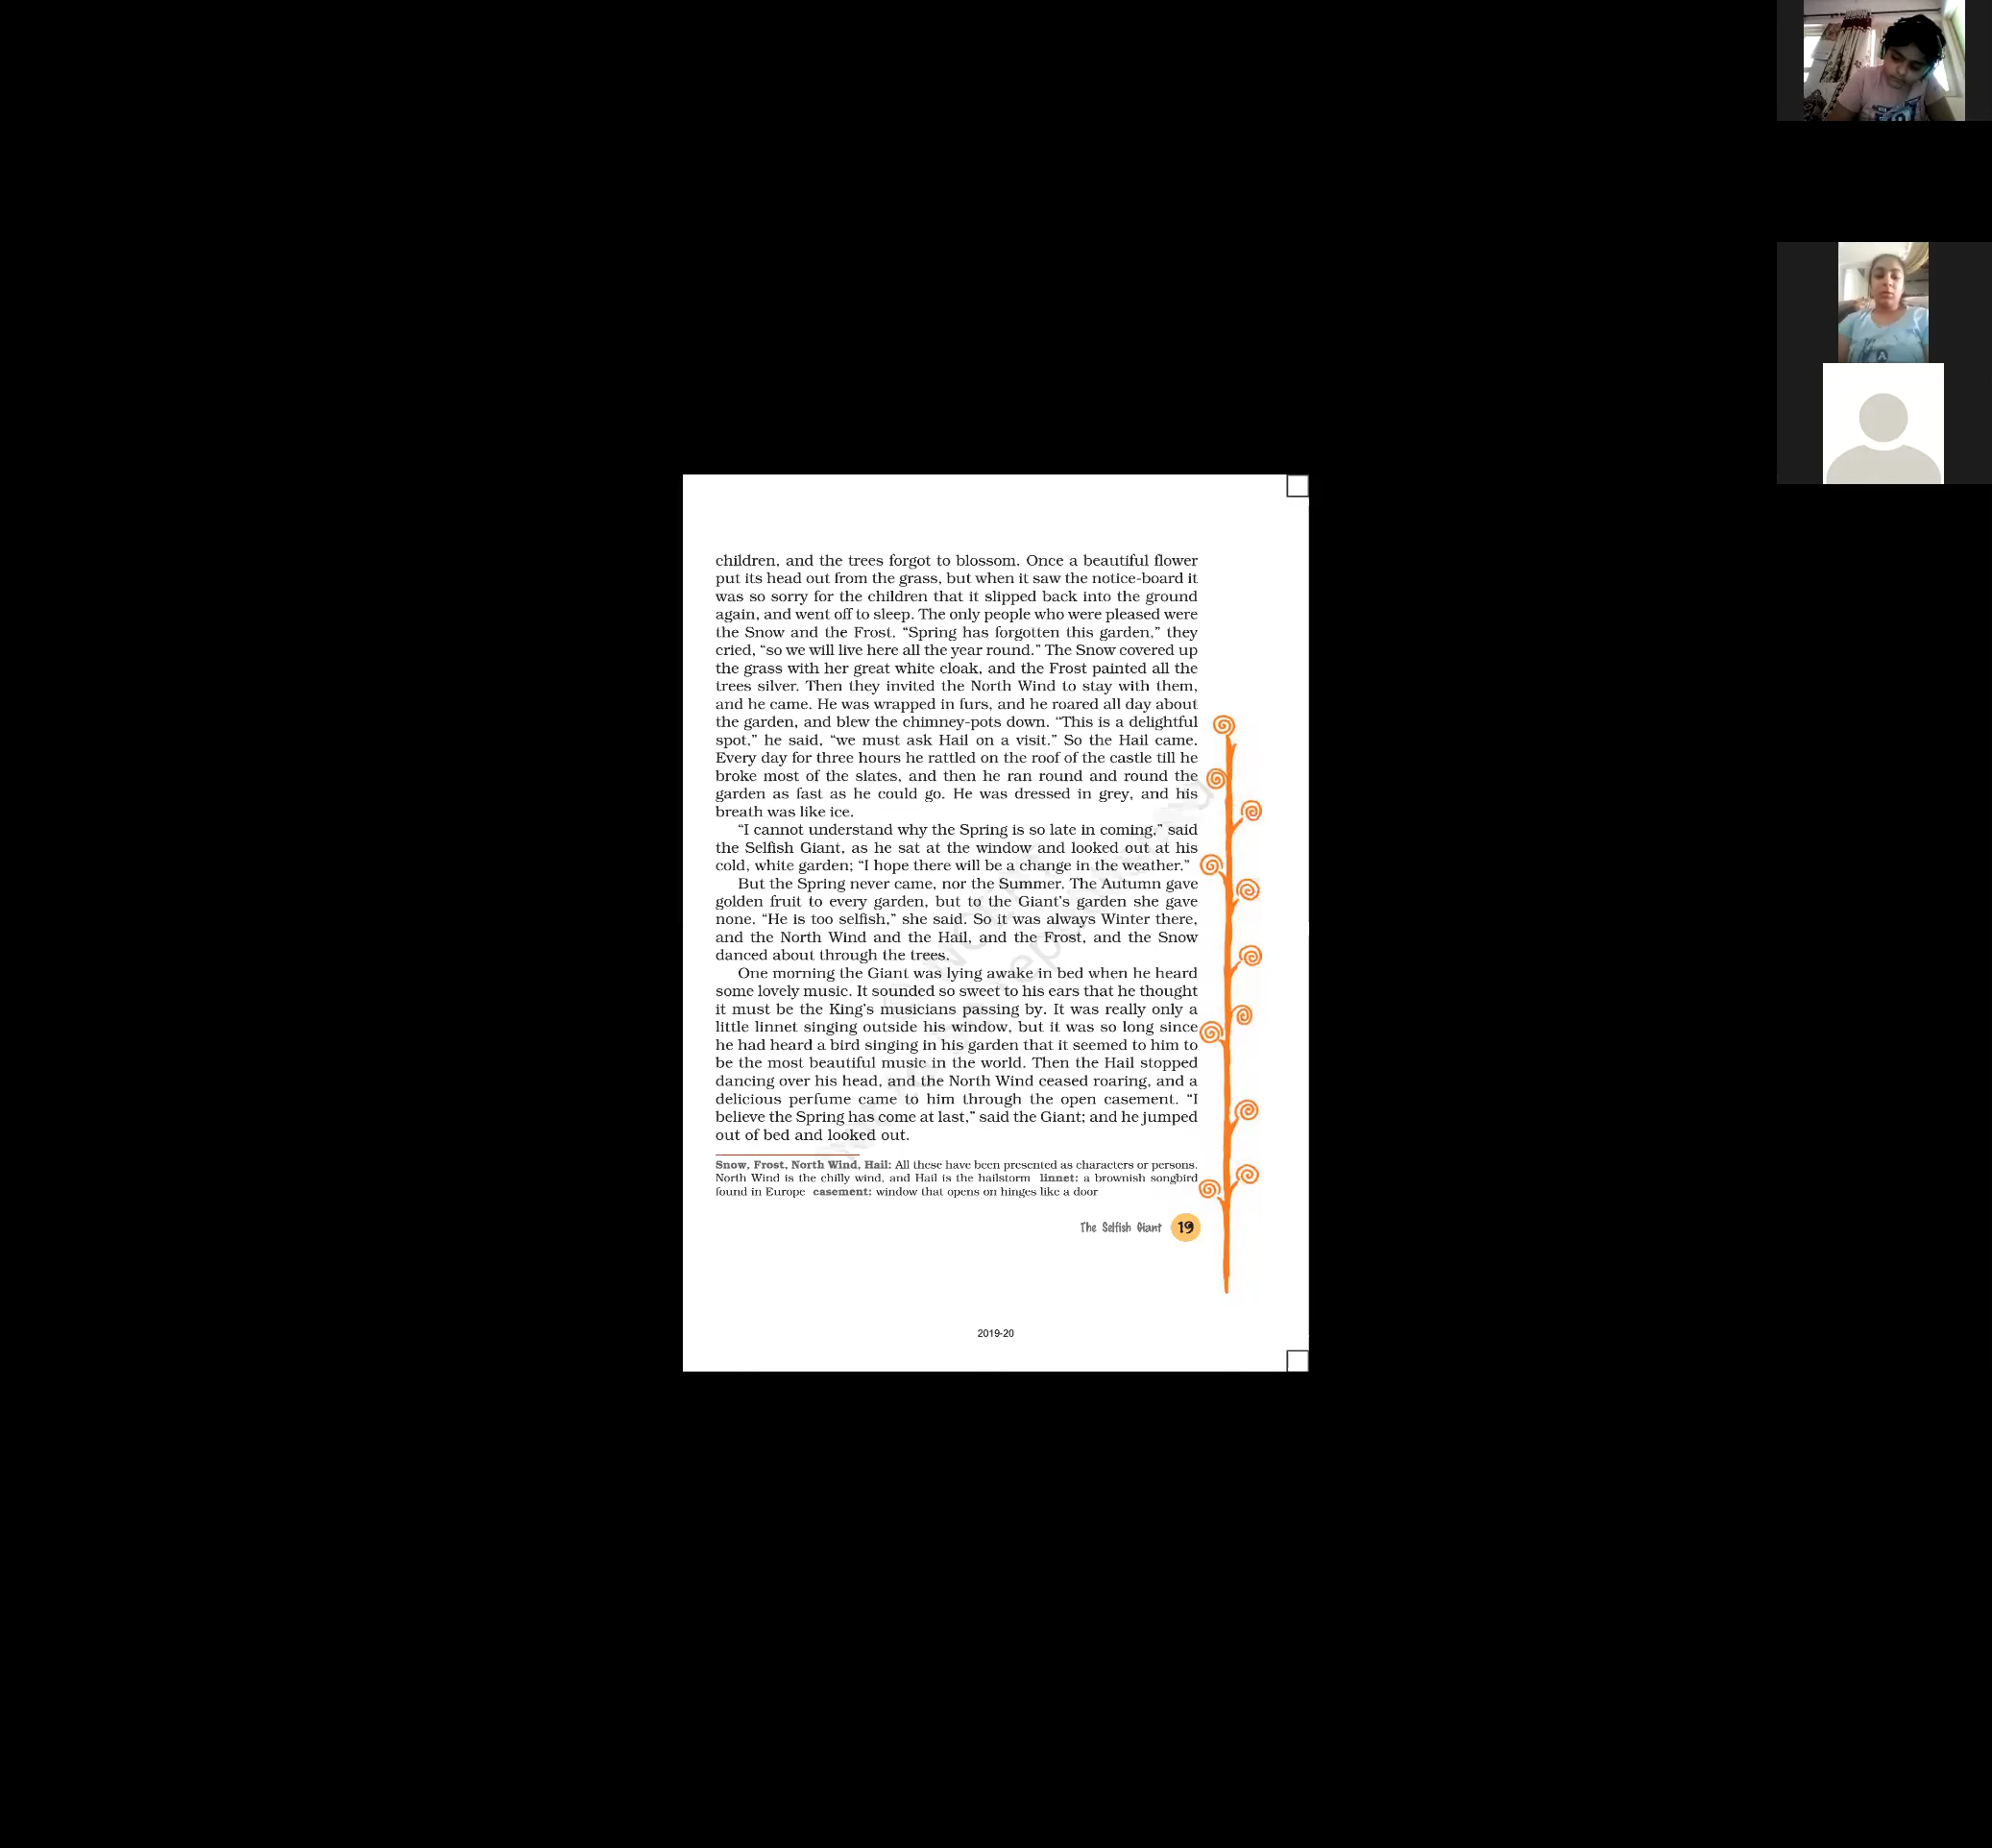 children, and the trees forgot to blossom. Once a beautiful flower
put its head out from the grass, but when it saw the notice-board it
was so sorry for the children that it slipped back into the ground
again, and went off to sleep. The only people who were pleased were
the Snow and the Frost. “Spring has forgotten this garden,” they
cried, “so we will live here all the year round.” The Snow covered up
the grass with her great white cloak, and the Frost painted all the
trees silver. Then they invited the North Wind to stay with them,
and he came. He was wrapped in furs, and he roared all day about
the garden, and blew the chimney-pots down. “This is a delightful
spot,” he said, “we must ask Hail on a visit.” So the Hail came.
Every day for three hours he rattled on the roof of the castle till he
broke most of the slates, and then he ran round and round the
garden as fast as he could go. He was dressed in grey, and his
breath was like ice.
“I cannot understand why the Spring is so late in coming,” said
the Selfish Giant, as he sat at the window and looked out at his
cold, white garden; “I hope there will be a change in the weather.”
But the Spring never came, nor the Summer. The Autumn gave
golden fruit to every garden, but to the Giant’s garden she gave
none. “He is too selfish,” she said. So it was always Winter there,
and the North Wind and the Hail, and the Frost, and the Snow
danced about through the trees.
One morning the Giant was lying awake in bed when he heard
some lovely music. It sounded so sweet to his ears that he thought
it must be the King’s musicians passing by. It was really only a
little linnet singing outside his window, but it was so long since
he had heard a bird singing in his garden that it seemed to him to
be the most beautiful music in the world. Then the Hail stopped
dancing over his head, and the North Wind ceased roaring, and a
delicious perfume came to him through the open casement. “I
believe the Spring has come at last,” said the Giant; and he jumped
out of bed and looked out.
Snow, Frost, North Wind, Hail: All these have been presented as characters or persons.
North Wind is the chilly wind, and Hail is the hailstorm linnet: a brownish songbird
found in Europe casement: window that opens on hinges like a door
The Selfish Giant 19
2019-20